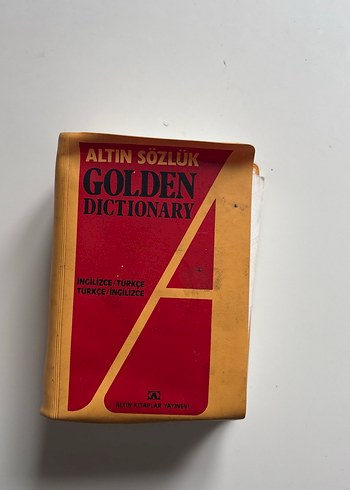 ALTIN SÖZLÜK
GOLDEN
DICTIONARY
İNGİLİZCE/TÜRKÇE
TÜRKÇE/İNGİLİZCE
ALTIN KİTAPLAR YAYINEVİ